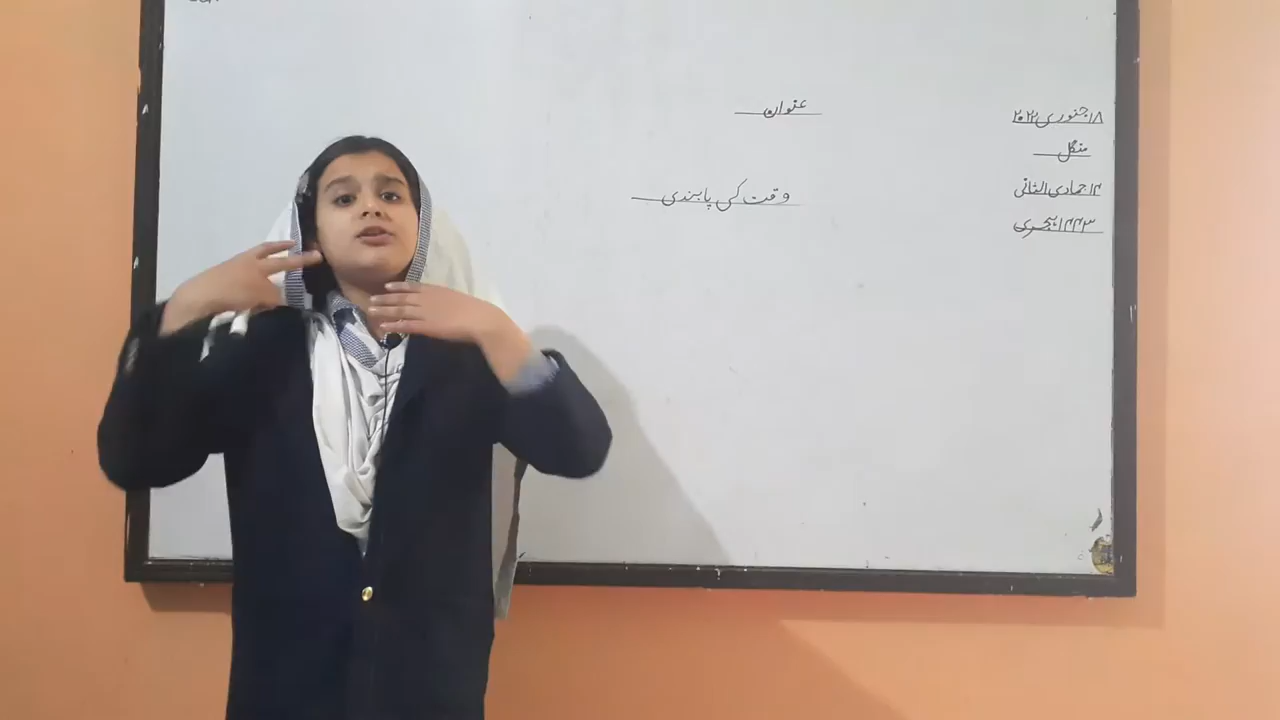 عنوان
وقت کی پابندی
۱۸ جنوری ۲۰۲۲
منگل
۱۴ جمادی الثانی
۱۴۴۳ ہجری